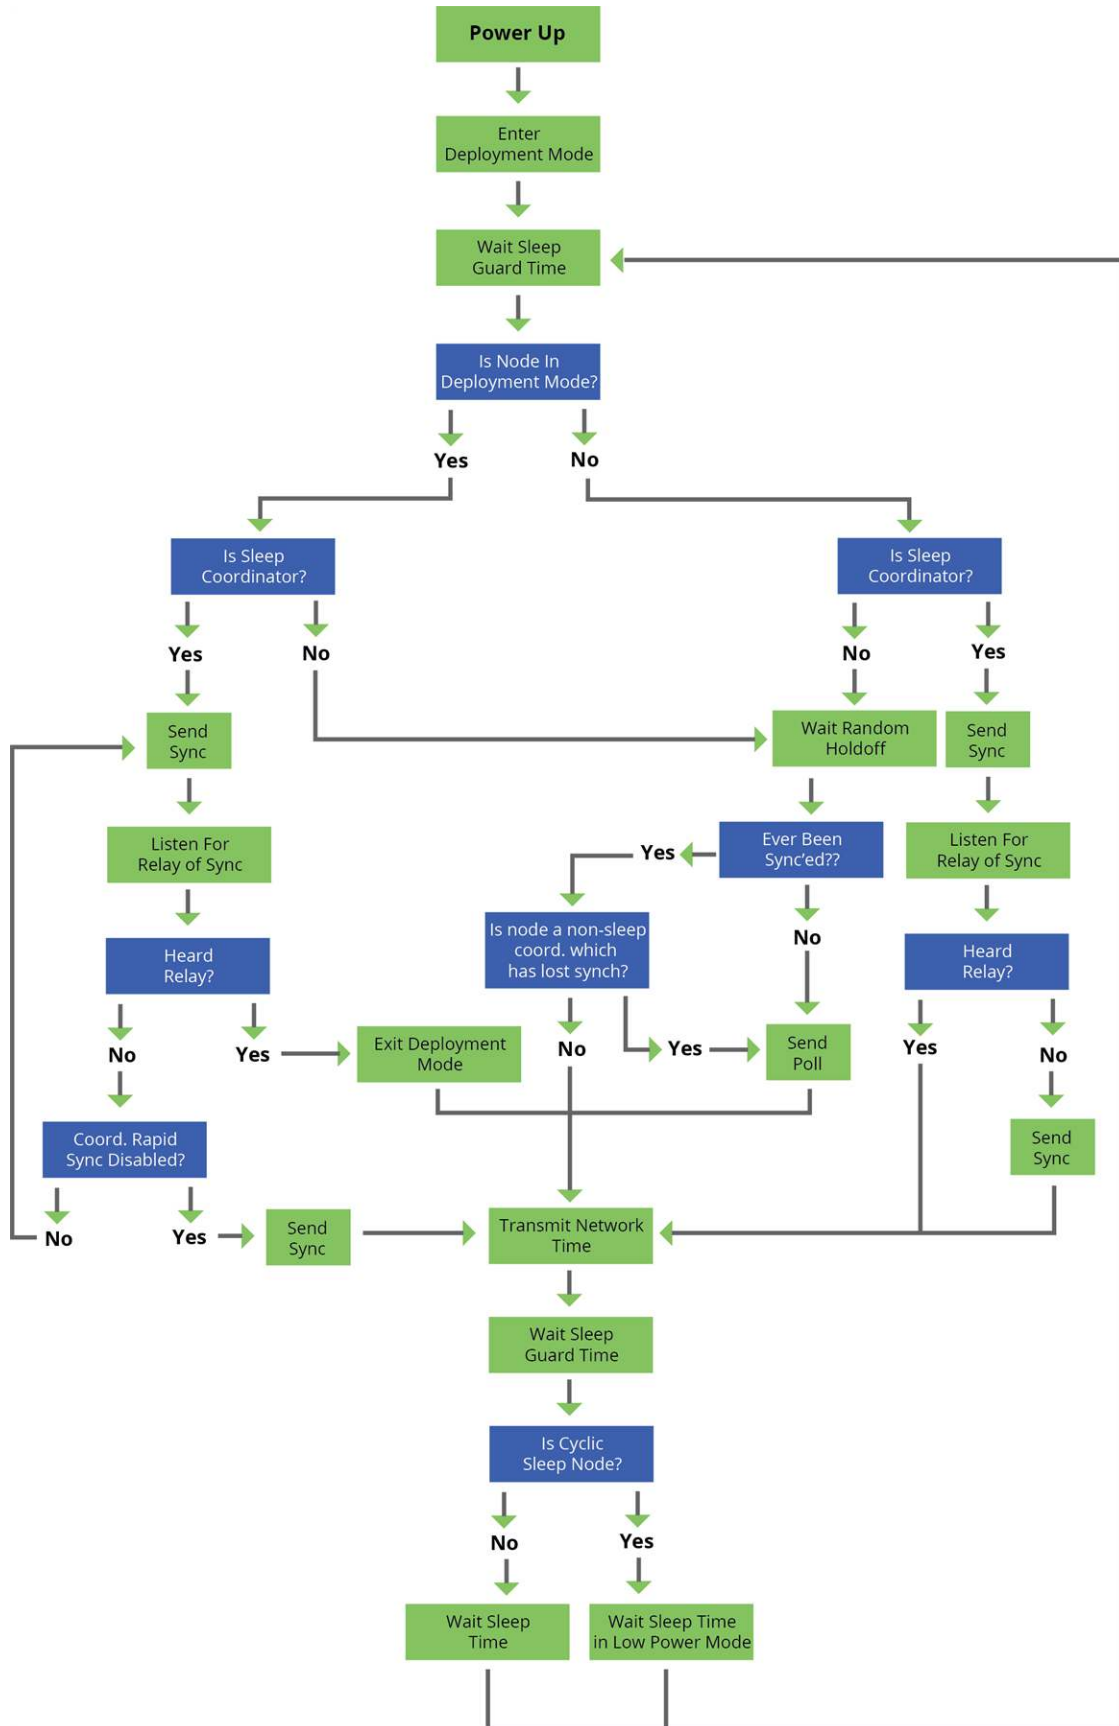 Power Up
Enter
Deployment Mode
Wait Sleep
Guard Time
Is Node In
Deployment Mode?
Yes
No
Is Sleep
Coordinator?
Is Sleep
Coordinator?
Yes
No
No
Yes
Send
Sync
Wait Random
Holdoff
Send
Sync
Listen For
Relay of Sync
Yes
Ever Been
Sync'ed??
Listen For
Relay of Sync
Heard
Relay?
Is node a non-sleep
coord. which
has lost synch?
No
Heard
Relay?
No
Yes
Exit Deployment
Mode
No
Yes
Send
Poll
Yes
No
Coord. Rapid
Sync Disabled?
Send
Sync
No
Yes
Send
Sync
Transmit Network
Time
Wait Sleep
Guard Time
Is Cyclic
Sleep Node?
No
Yes
Wait Sleep
Time
Wait Sleep Time
in Low Power Mode